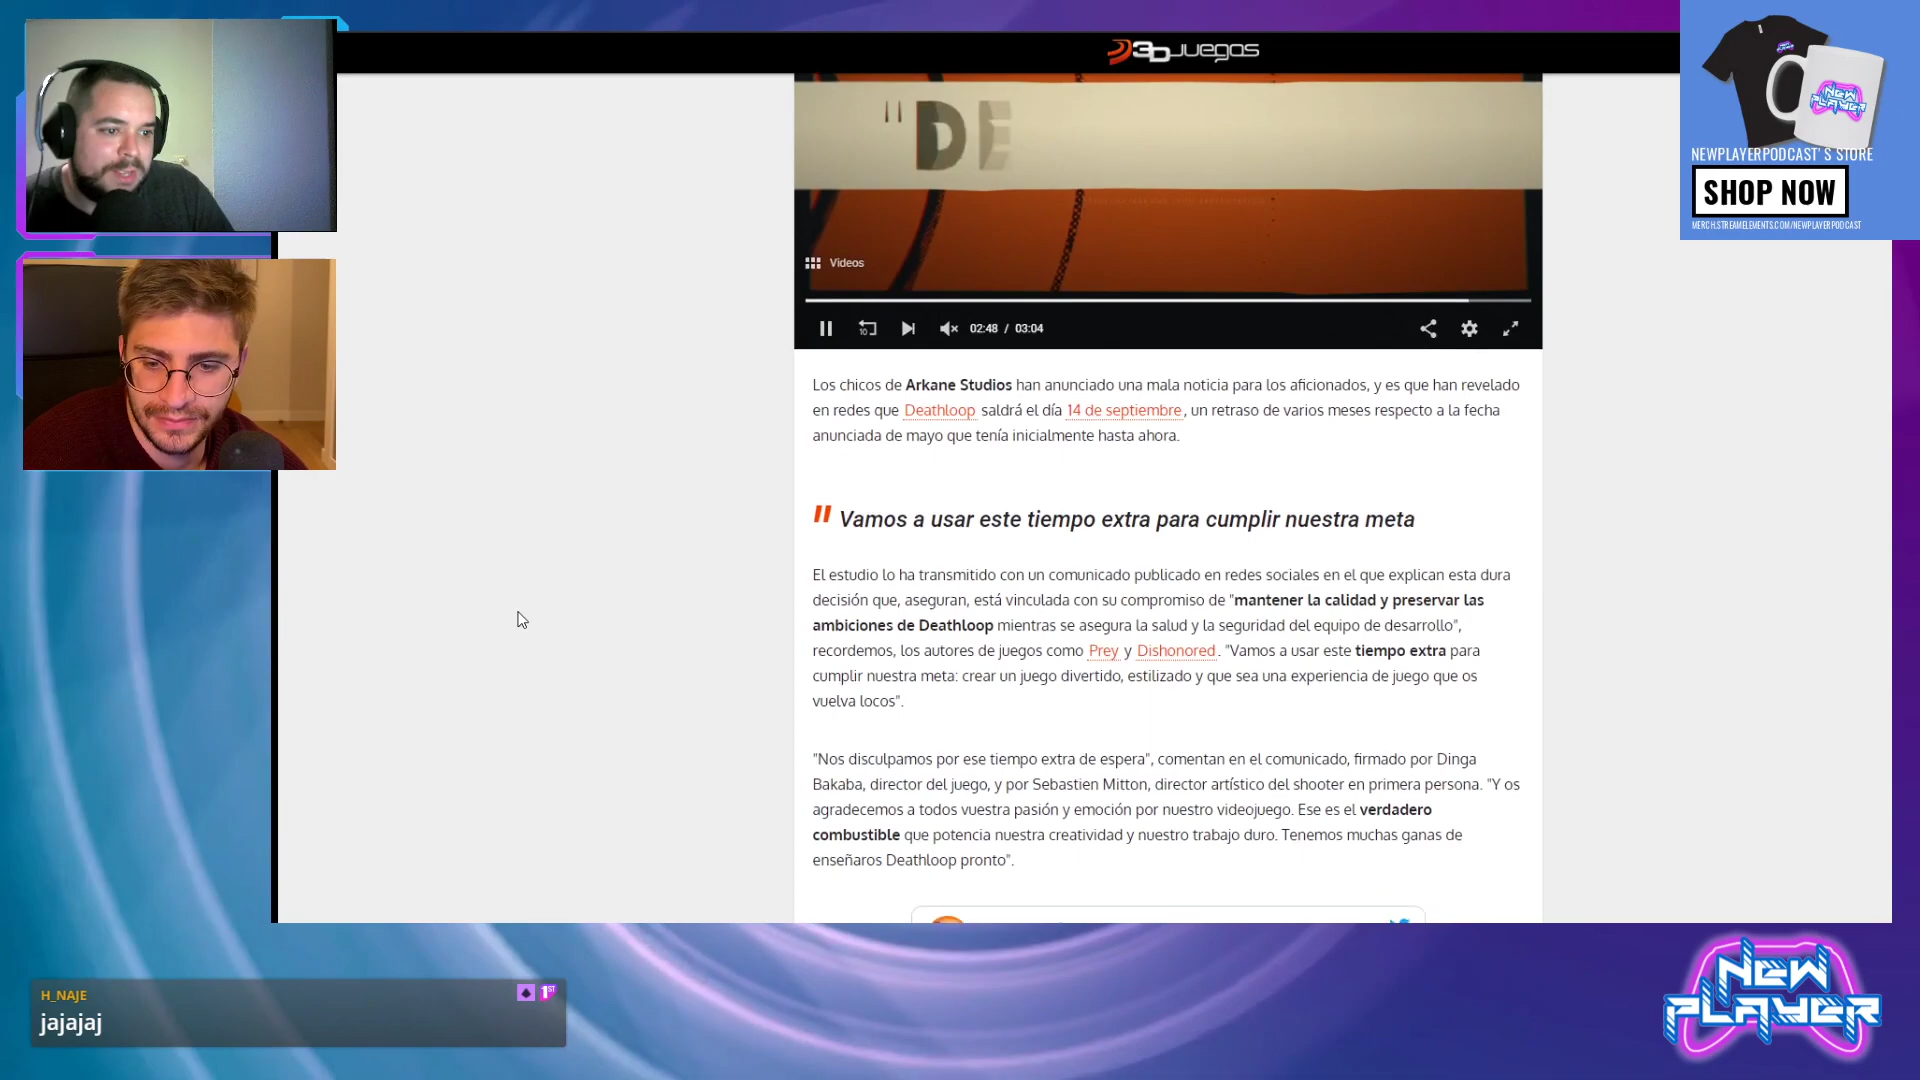 3DJUEGOS
"DE
Videos
10
02:48 / 03:04
Los chicos de Arkane Studios han anunciado una mala noticia para los aficionados, y es que han revelado
en redes que Deathloop saldrá el día 14 de septiembre, un retraso de varios meses respecto a la fecha
anunciada de mayo que tenía inicialmente hasta ahora.
" Vamos a usar este tiempo extra para cumplir nuestra meta
El estudio lo ha transmitido con un comunicado publicado en redes sociales en el que explican esta dura
decisión que, aseguran, está vinculada con su compromiso de "mantener la calidad y preservar las
ambiciones de Deathloop mientras se asegura la salud y la seguridad del equipo de desarrollo",
recordemos, los autores de juegos como Prey y Dishonored. "Vamos a usar este tiempo extra para
cumplir nuestra meta: crear un juego divertido, estilizado y que sea una experiencia de juego que os
vuelva locos".
"Nos disculpamos por ese tiempo extra de espera", comentan en el comunicado, firmado por Dinga
Bakaba, director del juego, y por Sebastien Mitton, director artístico del shooter en primera persona. "Y os
agradecemos a todos vuestra pasión y emoción por nuestro videojuego. Ese es el verdadero
combustible que potencia nuestra creatividad y nuestro trabajo duro. Tenemos muchas ganas de
enseñaros Deathloop pronto".
NEW
PLAYER
NEWPLAYERPODCAST'S STORE
SHOP NOW
MERCH.STREAMELEMENTS.COM/NEWPLAYERPODCAST
H_NAJE
1ST
jajajaj
NEW
PLAYER